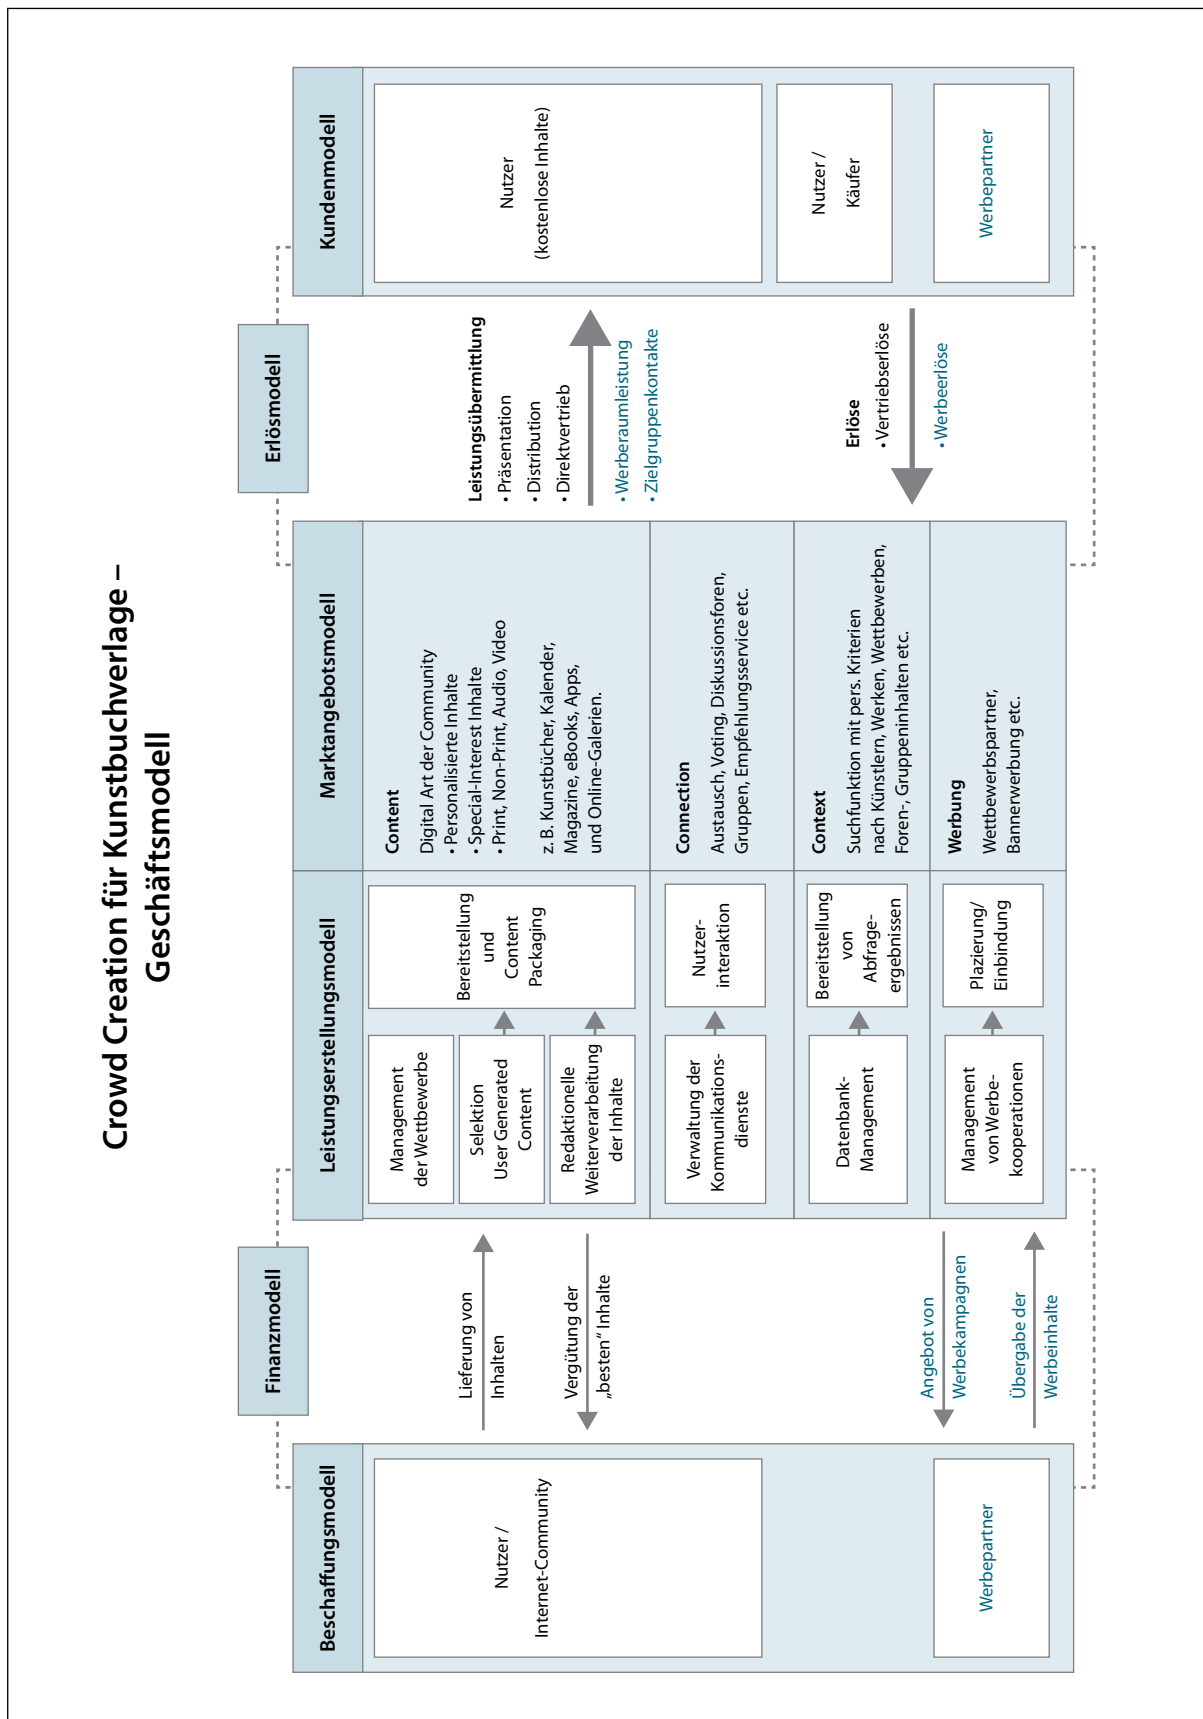 Crowd Creation für Kunstbuchverlage –
Geschäftsmodell
Finanzmodell
Erlösmodell
Beschaffungsmodell
Nutzer /
Internet-Community
Werbepartner
Lieferung von
Inhalten
Vergütung der
„besten“ Inhalte
Angebot von
Werbekampagnen
Übergabe der
Werbeinhalte
Leistungserstellungsmodell
Management
der Wettbewerbe
Selektion
User Generated
Content
Redaktionelle
Weiterverarbeitung
der Inhalte
Bereitstellung
und
Content
Packaging
Verwaltung der
Kommunikations-
dienste
Nutzer-
interaktion
Datenbank-
Management
Bereitstellung
von
Abfrage-
ergebnissen
Management
von Werbe-
kooperationen
Plazierung/
Einbindung
Marktangebotsmodell
Content
Digital Art der Community
• Personalisierte Inhalte
• Special-Interest Inhalte
• Print, Non-Print, Audio, Video
z. B. Kunstbücher, Kalender,
Magazine, eBooks, Apps,
und Online-Galerien.
Connection
Austausch, Voting, Diskussionsforen,
Gruppen, Empfehlungsservice etc.
Context
Suchfunktion mit pers. Kriterien
nach Künstlern, Werken, Wettbewerben,
Foren-, Gruppeninhalten etc.
Werbung
Wettbewerbspartner,
Bannerwerbung etc.
Leistungsübermittlung
• Präsentation
• Distribution
• Direktvertrieb
• Werberaumleistung
• Zielgruppenkontakte
Erlöse
• Vertriebserlöse
• Werbeerlöse
Kundenmodell
Nutzer
(kostenlose Inhalte)
Nutzer /
Käufer
Werbepartner